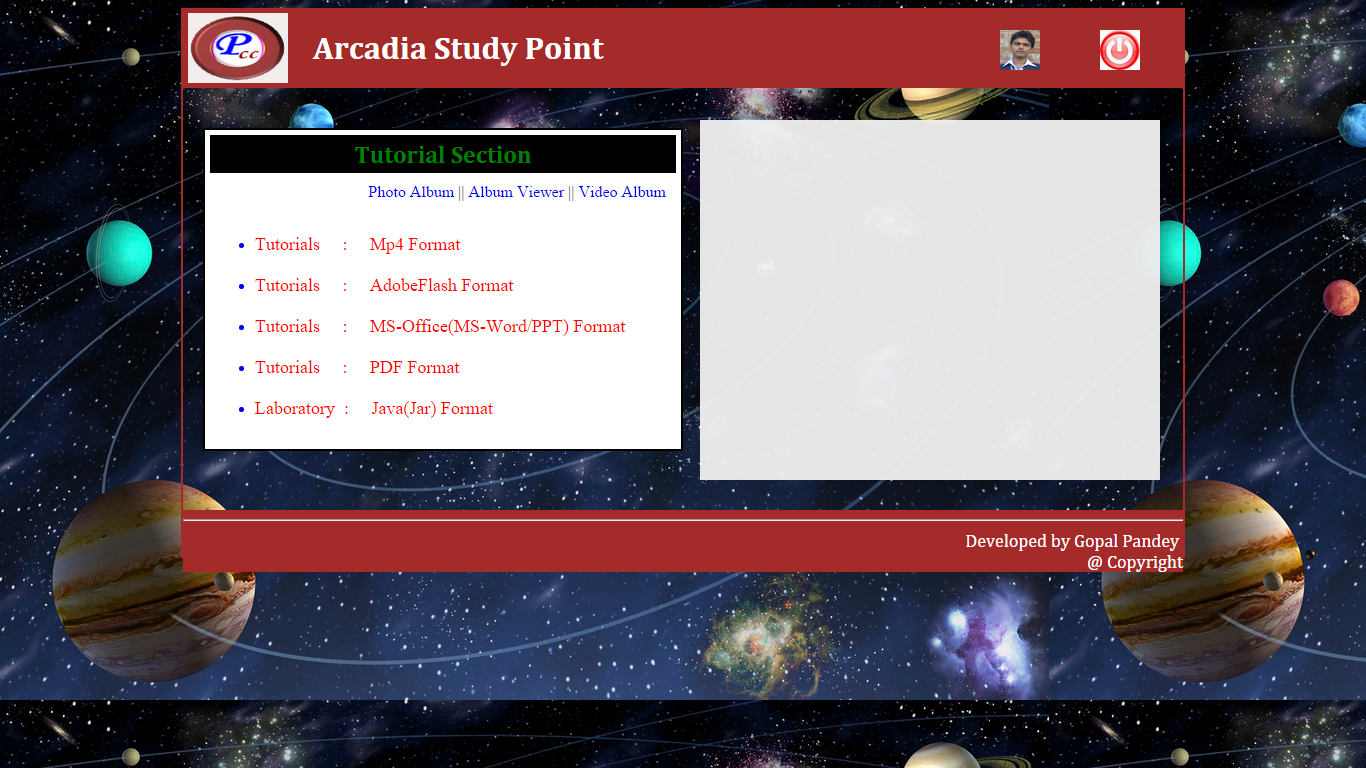 Pcc
Arcadia Study Point
Tutorial Section
Photo Album || Album Viewer || Video Album
Tutorials : Mp4 Format
Tutorials : AdobeFlash Format
Tutorials : MS-Office(MS-Word/PPT) Format
Tutorials : PDF Format
Laboratory : Java(Jar) Format
Developed by Gopal Pandey
@ Copyright